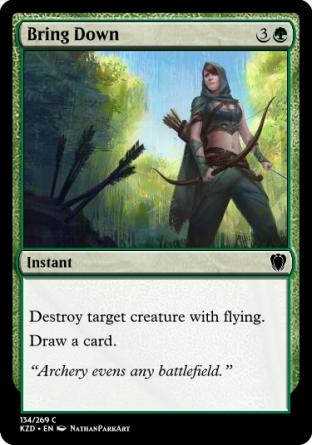 Bring Down 3
Instant
Destroy target creature with flying.
Draw a card.
“Archery evens any battlefield.”
134/269 C
KZD • EN NathanParkArt